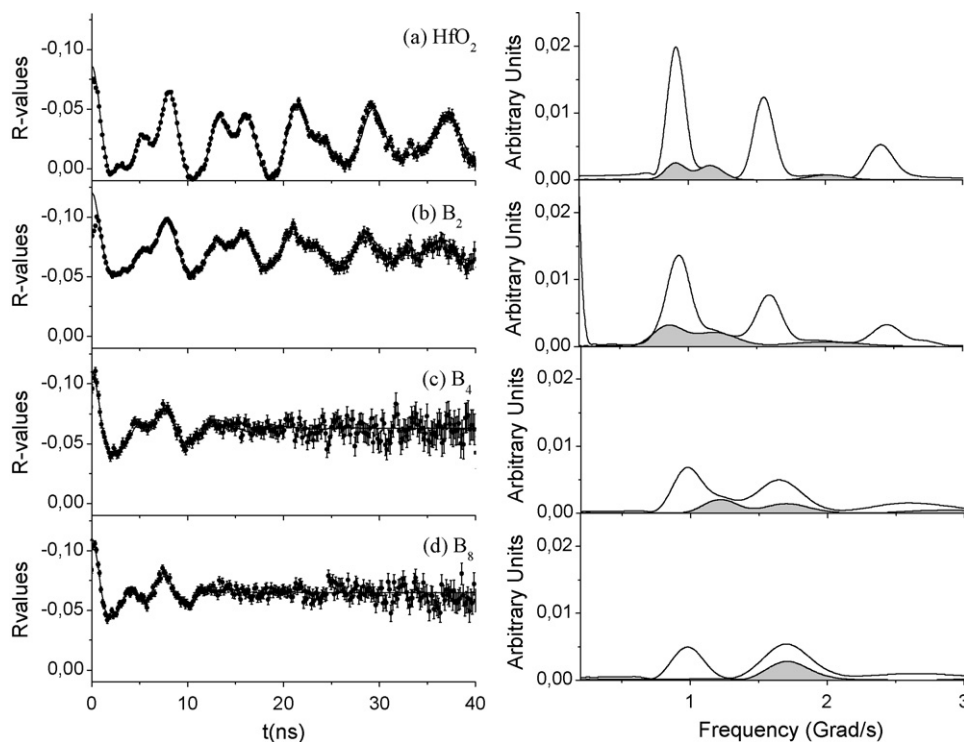 (a) HfO₂
R-values
-0,10
-0,05
0,00
(b) B₂
R-values
-0,10
-0,05
0,00
(c) B₄
R-values
-0,10
-0,05
0,00
(d) B₈
Rvalues
-0,10
-0,05
0,00
0 10 20 30 40
t(ns)
Arbitrary Units
0,02
0,01
0,00
Arbitrary Units
0,02
0,01
0,00
Arbitrary Units
0,02
0,01
0,00
Arbitrary Units
0,02
0,01
0,00
1 2 3
Frequency (Grad/s)